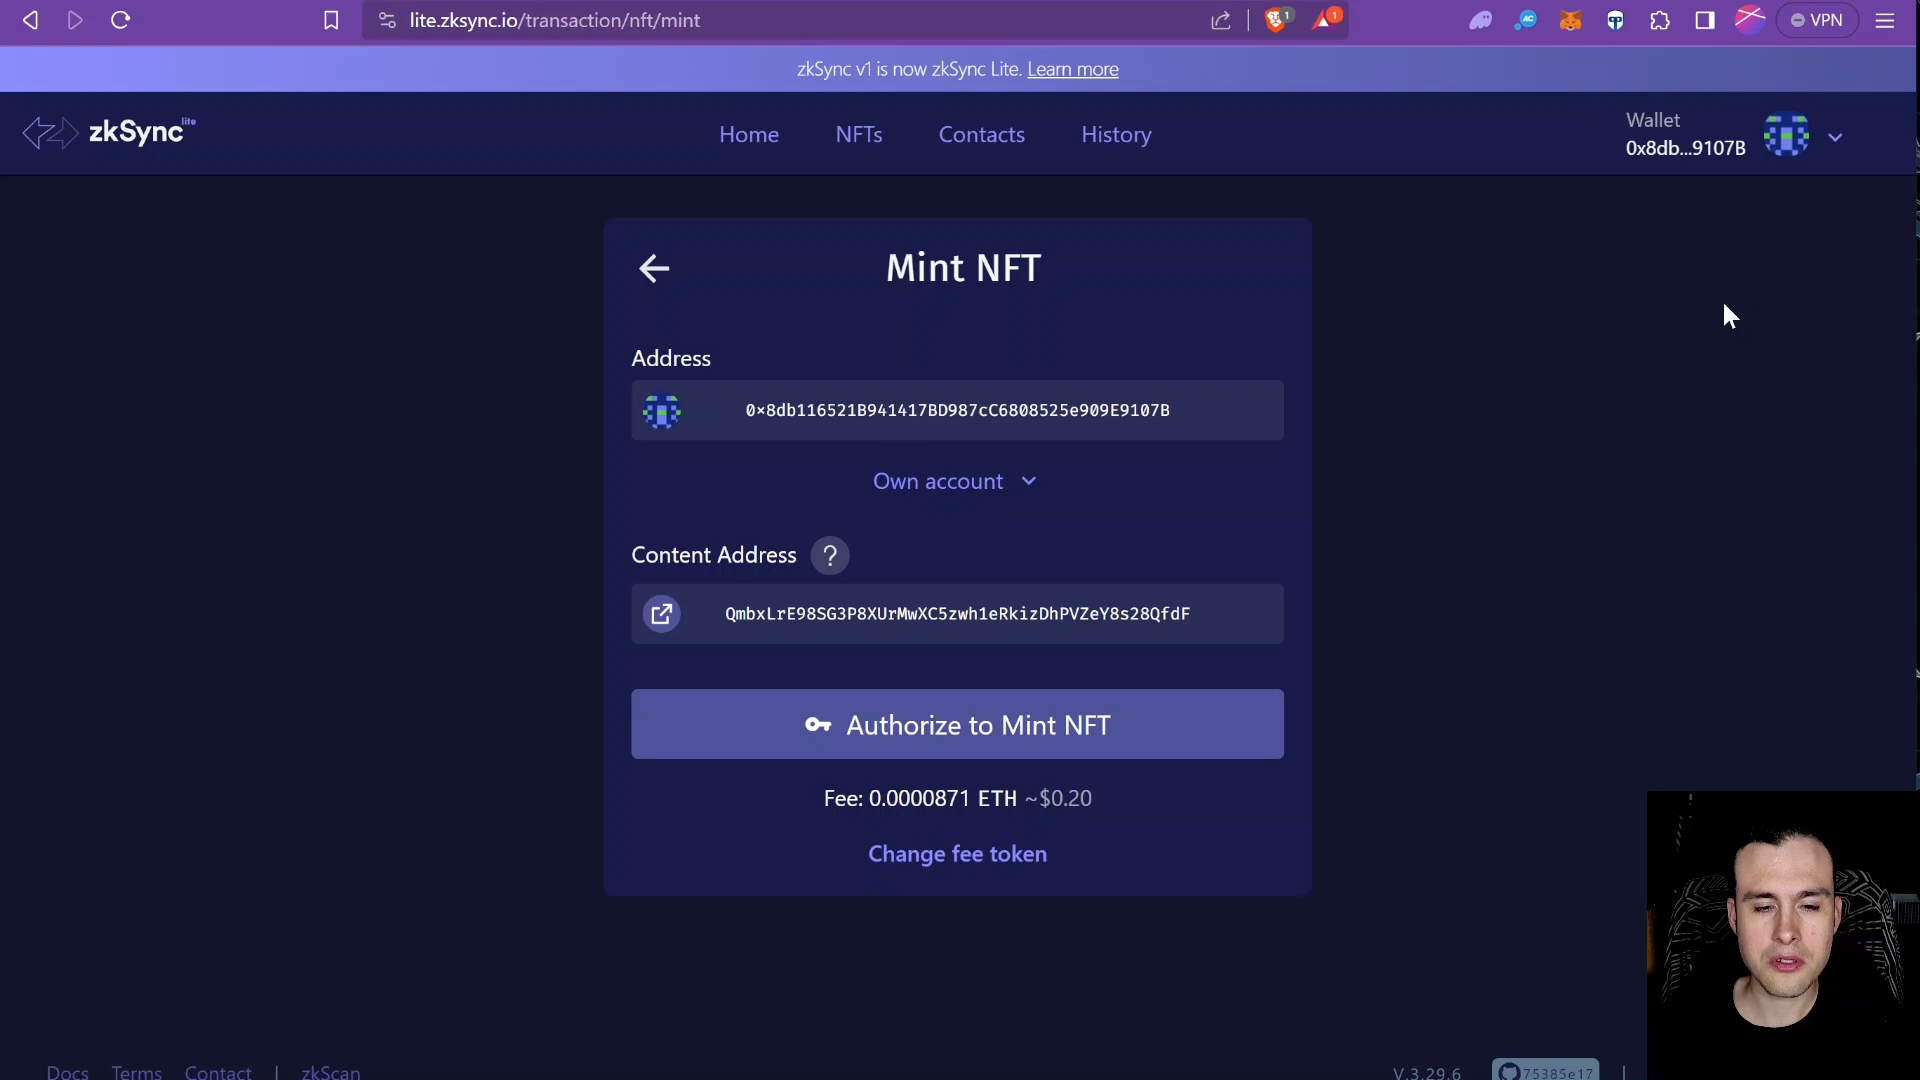 lite.zksync.io/transaction/nft/mint
1
1
VPN
zkSync v1 is now zkSync Lite. Learn more
zkSync lite
Home
NFTs
Contacts
History
Wallet
0x8db...9107B
Mint NFT
Address
0x8db116521B941417BD987cC6808525e909E9107B
Own account
Content Address ?
QmbxLrE98SG3P8XUrMwXC5zwh1eRkizDhPVZeY8s28QfdF
Authorize to Mint NFT
Fee: 0.0000871 ETH ~$0.20
Change fee token
Docs
Terms
Contact
|
zkScan
V.3.29.6
75385e17
|